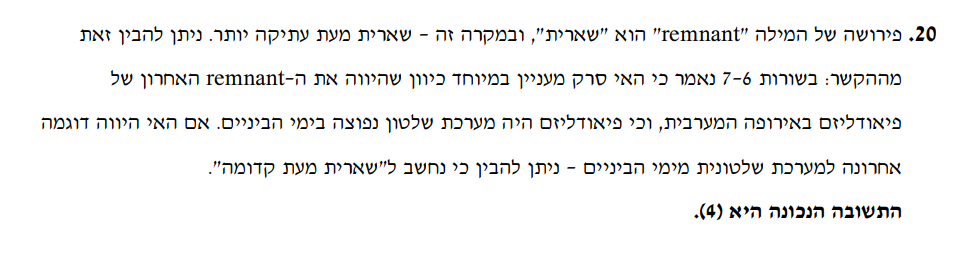 20. פירושה של המילה "remnant" הוא "שארית", ובמקרה זה – שארית מעת עתיקה יותר. ניתן להבין זאת
מההקשר: בשורות 6–7 נאמר כי האי סרק מעניין במיוחד כיוון שהיווה את ה–remnant האחרון של
פיאודליזם באירופה המערבית, וכי פיאודליזם היה מערכת שלטון נפוצה בימי הביניים. אם האי היווה דוגמה
אחרונה למערכת שלטונית מימי הביניים – ניתן להבין כי נחשב ל"שארית מעת קדומה".
התשובה הנכונה היא (4).